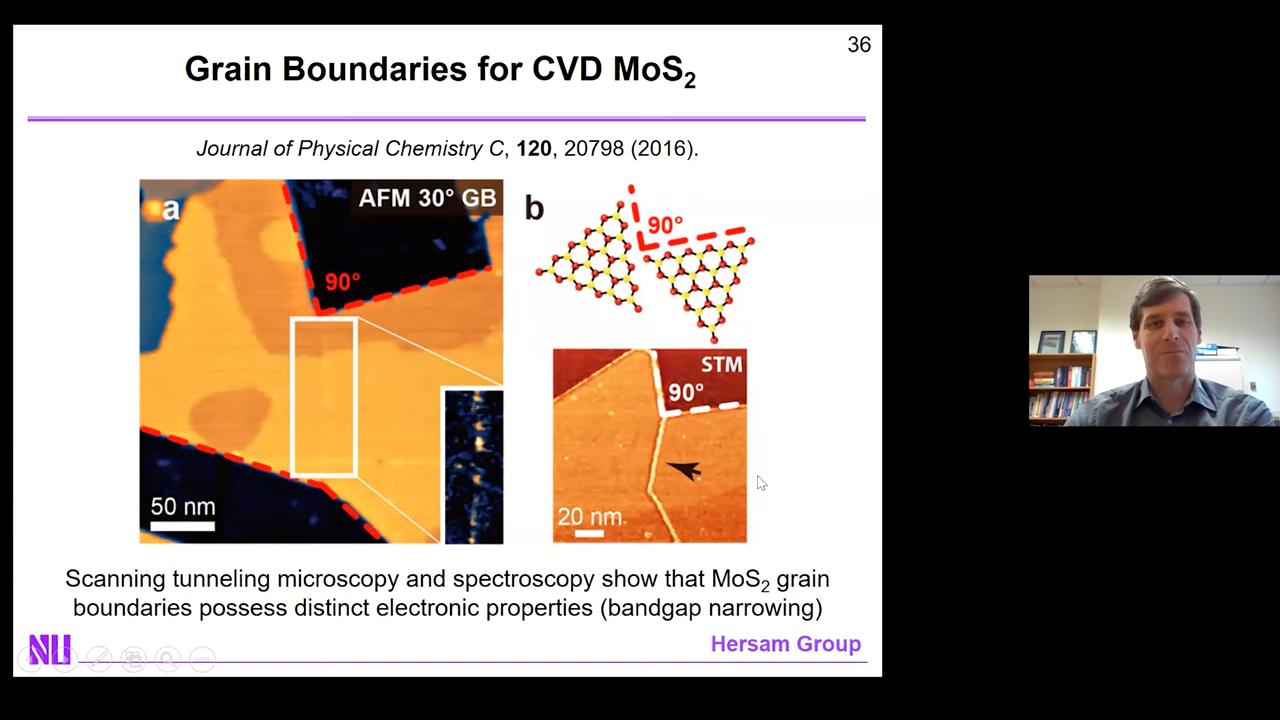 36
Grain Boundaries for CVD MoS₂
Journal of Physical Chemistry C, 120, 20798 (2016).
a
AFM 30° GB
90°
50 nm
b
90°
STM
90°
20 nm
Scanning tunneling microscopy and spectroscopy show that MoS₂ grain
boundaries possess distinct electronic properties (bandgap narrowing)
NU
Hersam Group